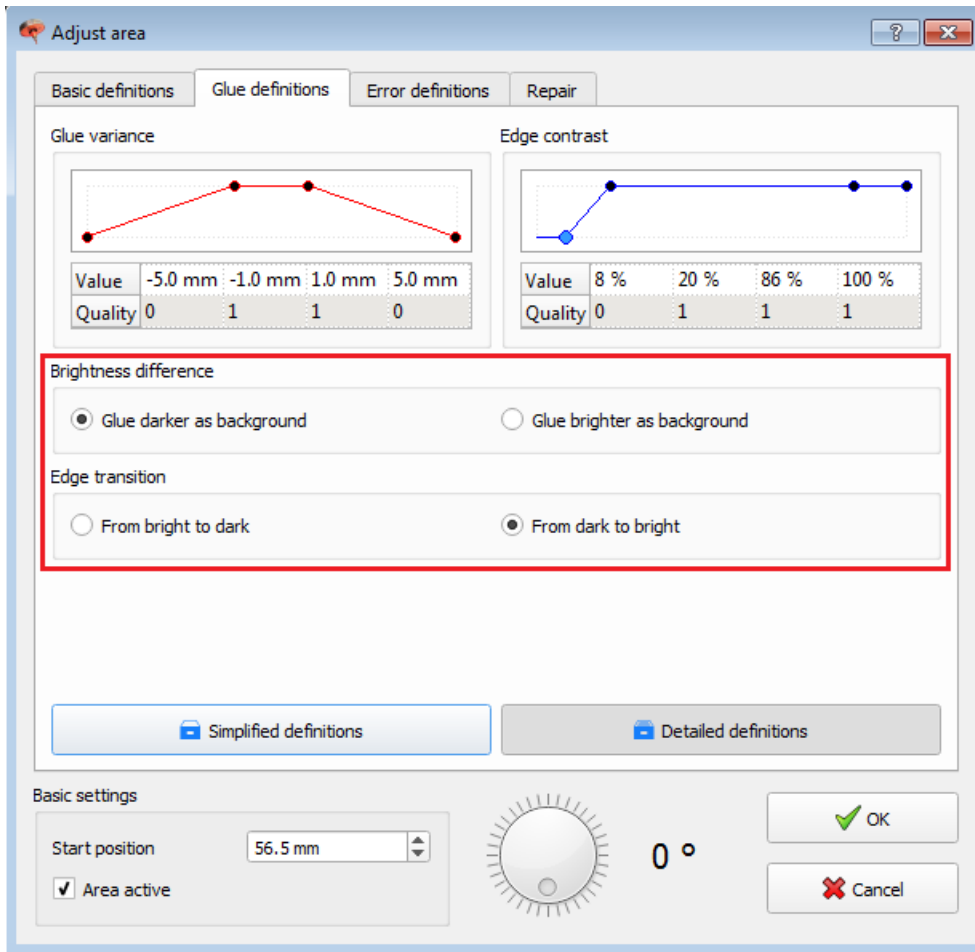 Adjust area
Basic definitions Glue definitions Error definitions Repair
Glue variance Edge contrast
Value -5.0 mm -1.0 mm 1.0 mm 5.0 mm Value 8 % 20 % 86 % 100 %
Quality 0 1 1 0 Quality 0 1 1 1
Brightness difference
Glue darker as background Glue brighter as background
Edge transition
From bright to dark From dark to bright
Simplified definitions Detailed definitions
Basic settings
Start position 56.5 mm 0 ° OK
Area active Cancel